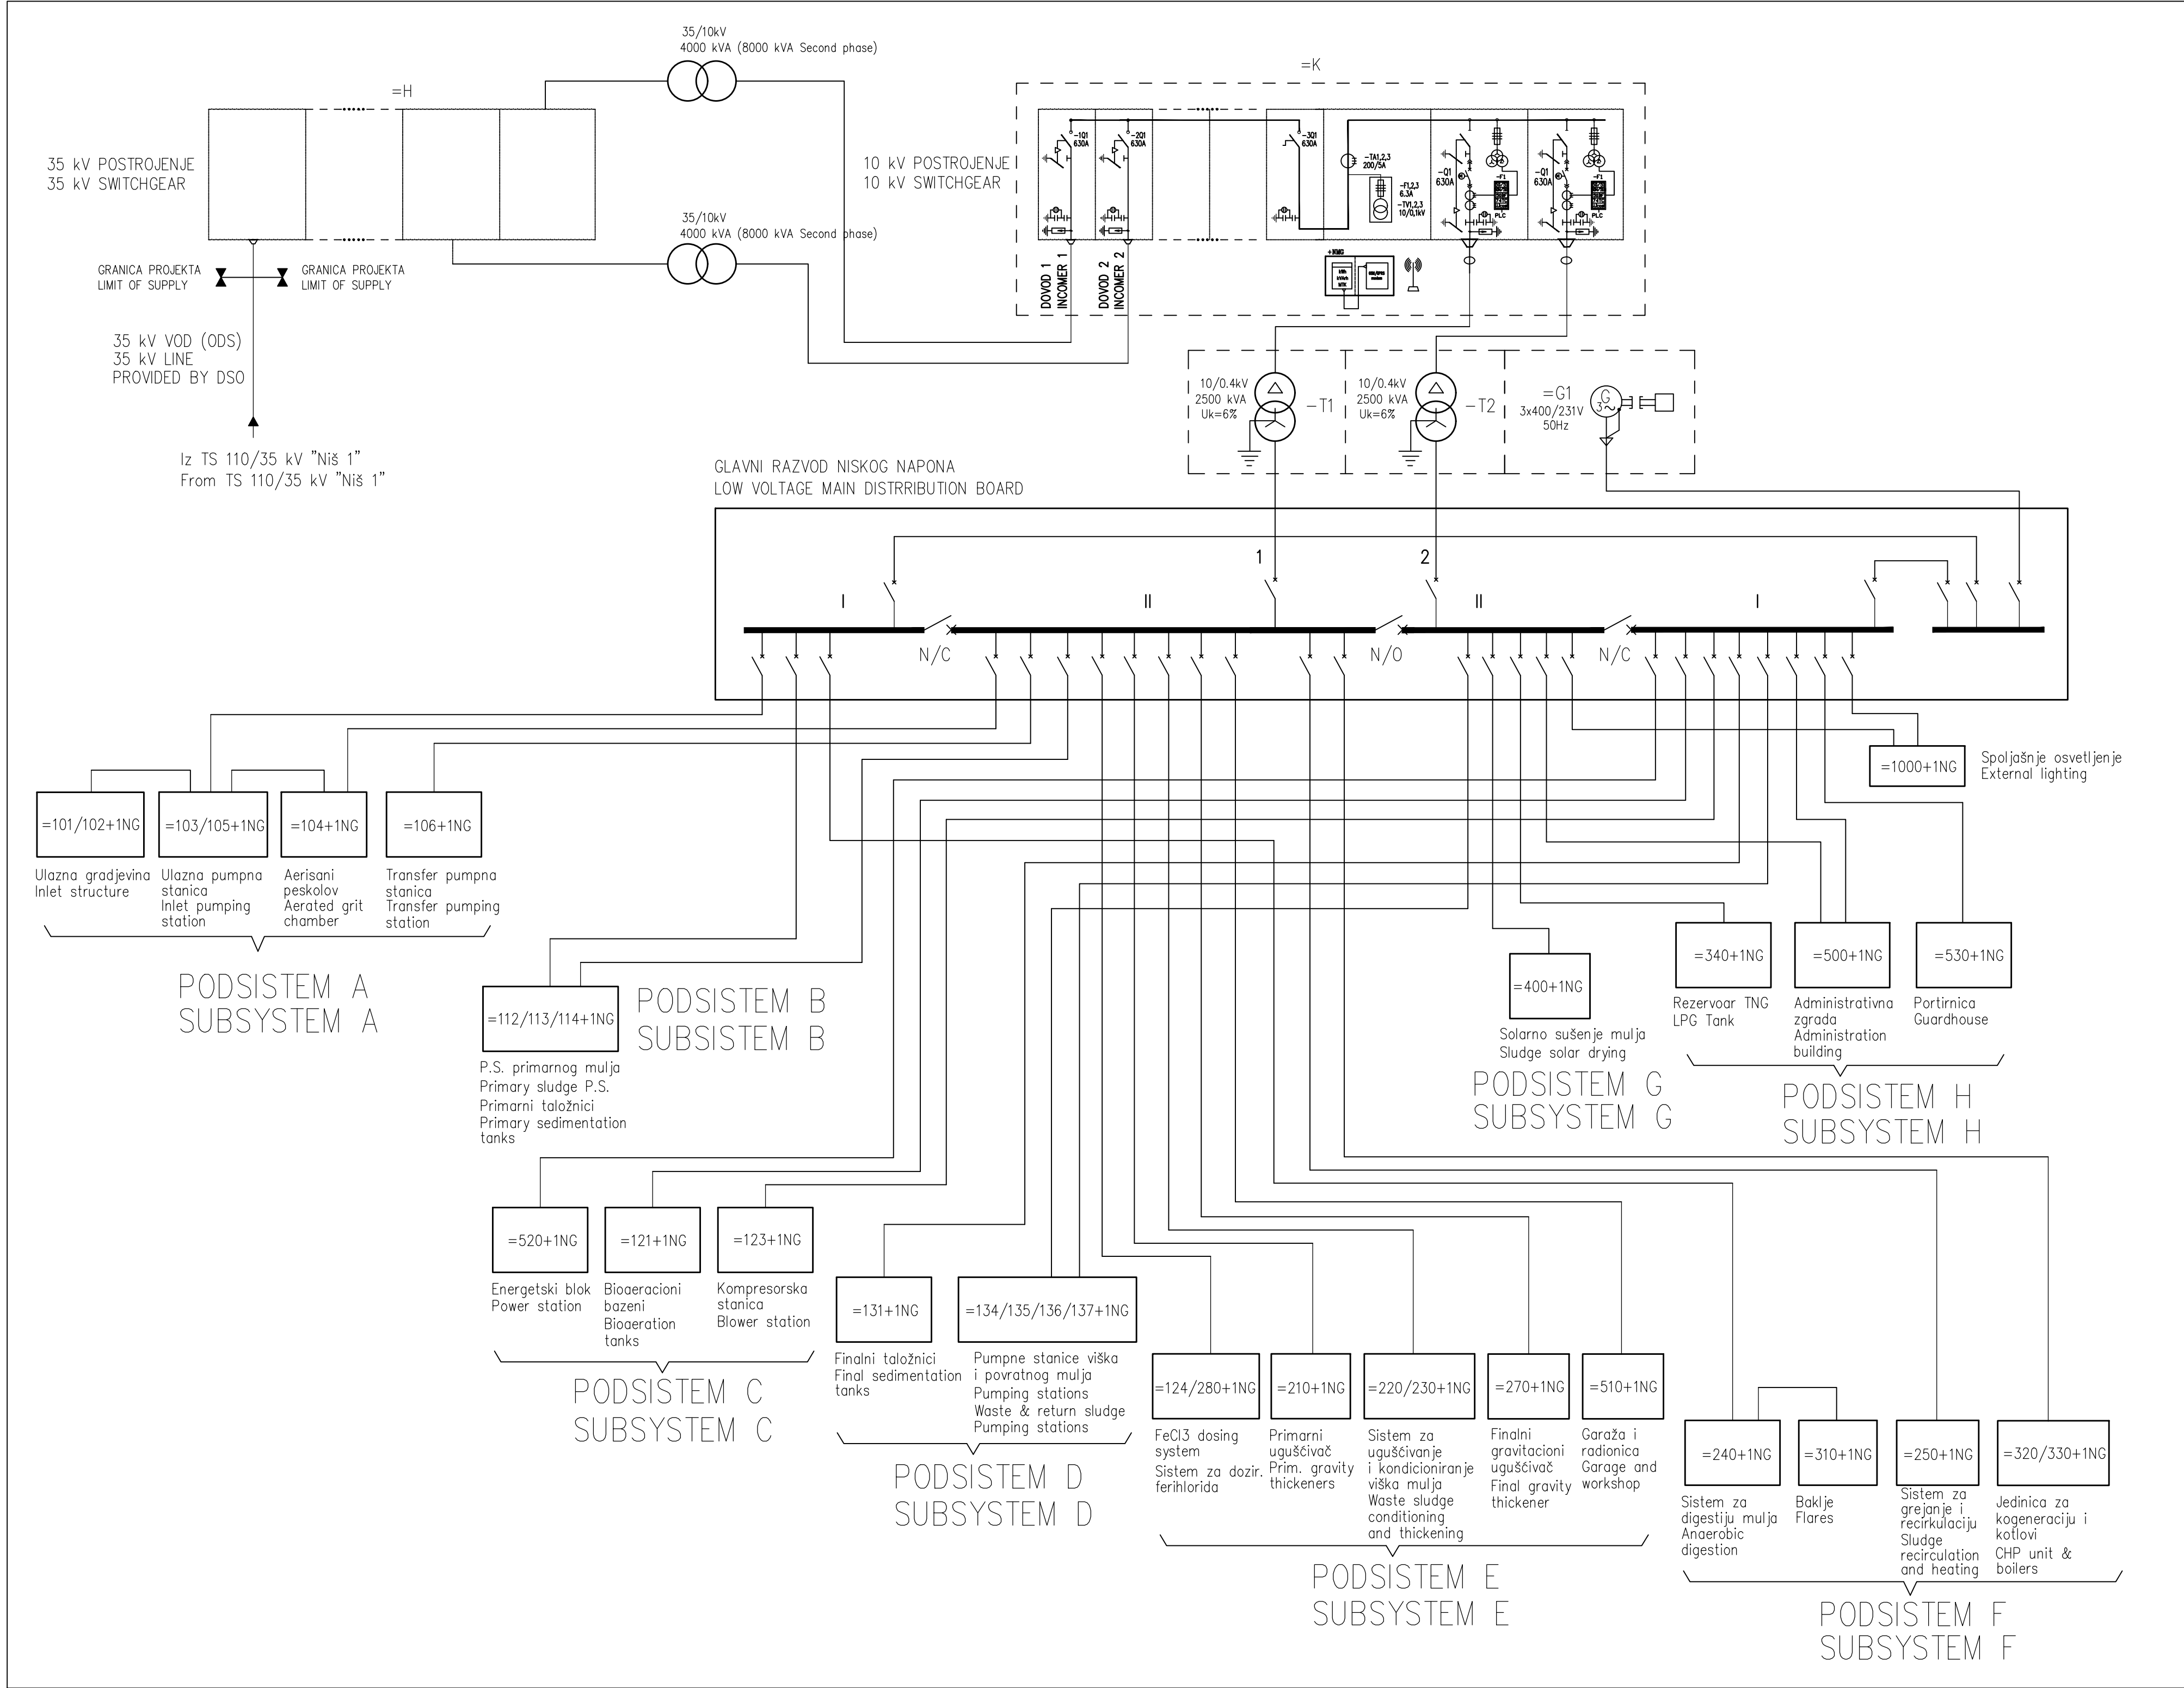 35/10kV
4000 kVA (8000 kVA Second phase)
=H
=K
35 kV POSTROJENJE
35 kV SWITCHGEAR
10 kV POSTROJENJE
10 kV SWITCHGEAR
-1Q1
630A
-2Q1
630A
-3Q1
630A
-TA1,2,3
200/5A
-F1,2,3
6.3A
-TV1,2,3
10/0,1kV
-Q1
630A
-F1
PLC
-Q1
630A
-F1
PLC
35/10kV
4000 kVA (8000 kVA Second phase)
+NMG
DOVOD 1
INCOMER 1
DOVOD 2
INCOMER 2
GRANICA PROJEKTA
LIMIT OF SUPPLY
GRANICA PROJEKTA
LIMIT OF SUPPLY
35 kV VOD (ODS)
35 kV LINE
PROVIDED BY DSO
Iz TS 110/35 kV "Niš 1"
From TS 110/35 kV "Niš 1"
10/0.4kV
2500 kVA
Uk=6%
-T1
10/0.4kV
2500 kVA
Uk=6%
-T2
=G1
3x400/231V
50Hz
G
3~
GLAVNI RAZVOD NISKOG NAPONA
LOW VOLTAGE MAIN DISTRRIBUTION BOARD
1
2
I
II
II
I
N/C
N/O
N/C
=1000+1NG
Spoljašnje osvetljenje
External lighting
=101/102+1NG
=103/105+1NG
=104+1NG
=106+1NG
Ulazna gradjevina
Inlet structure
Ulazna pumpna
stanica
Inlet pumping
station
Aerisani
peskolov
Aerated grit
chamber
Transfer pumpna
stanica
Transfer pumping
station
PODSISTEM A
SUBSYSTEM A
=112/113/114+1NG
PODSISTEM B
SUBSISTEM B
P.S. primarnog mulja
Primary sludge P.S.
Primarni taložnici
Primary sedimentation
tanks
=400+1NG
Solarno sušenje mulja
Sludge solar drying
PODSISTEM G
SUBSYSTEM G
=340+1NG
=500+1NG
=530+1NG
Rezervoar TNG
LPG Tank
Administrativna
zgrada
Administration
building
Portirnica
Guardhouse
PODSISTEM H
SUBSYSTEM H
=520+1NG
=121+1NG
=123+1NG
Energetski blok
Power station
Bioaeracioni
bazeni
Bioaeration
tanks
Kompresorska
stanica
Blower station
PODSISTEM C
SUBSYSTEM C
=131+1NG
=134/135/136/137+1NG
Finalni taložnici
Final sedimentation
tanks
Pumpne stanice viška
i povratnog mulja
Pumping stations
Waste & return sludge
Pumping stations
PODSISTEM D
SUBSYSTEM D
=124/280+1NG
=210+1NG
=220/230+1NG
=270+1NG
=510+1NG
FeCl3 dosing
system
Sistem za dozir.
ferihlorida
Primarni
ugušćivač
Prim. gravity
thickeners
Sistem za
ugušćivanje
i kondicioniranje
viška mulja
Waste sludge
conditioning
and thickening
Finalni
gravitacioni
ugušćivač
Final gravity
thickener
Garaža i
radionica
Garage and
workshop
PODSISTEM E
SUBSYSTEM E
=240+1NG
=310+1NG
=250+1NG
=320/330+1NG
Sistem za
digestiju mulja
Anaerobic
digestion
Baklje
Flares
Sistem za
grejanje i
recirkulaciju
Sludge
recirculation
and heating
Jedinica za
kogeneraciju i
kotlovi
CHP unit &
boilers
PODSISTEM F
SUBSYSTEM F